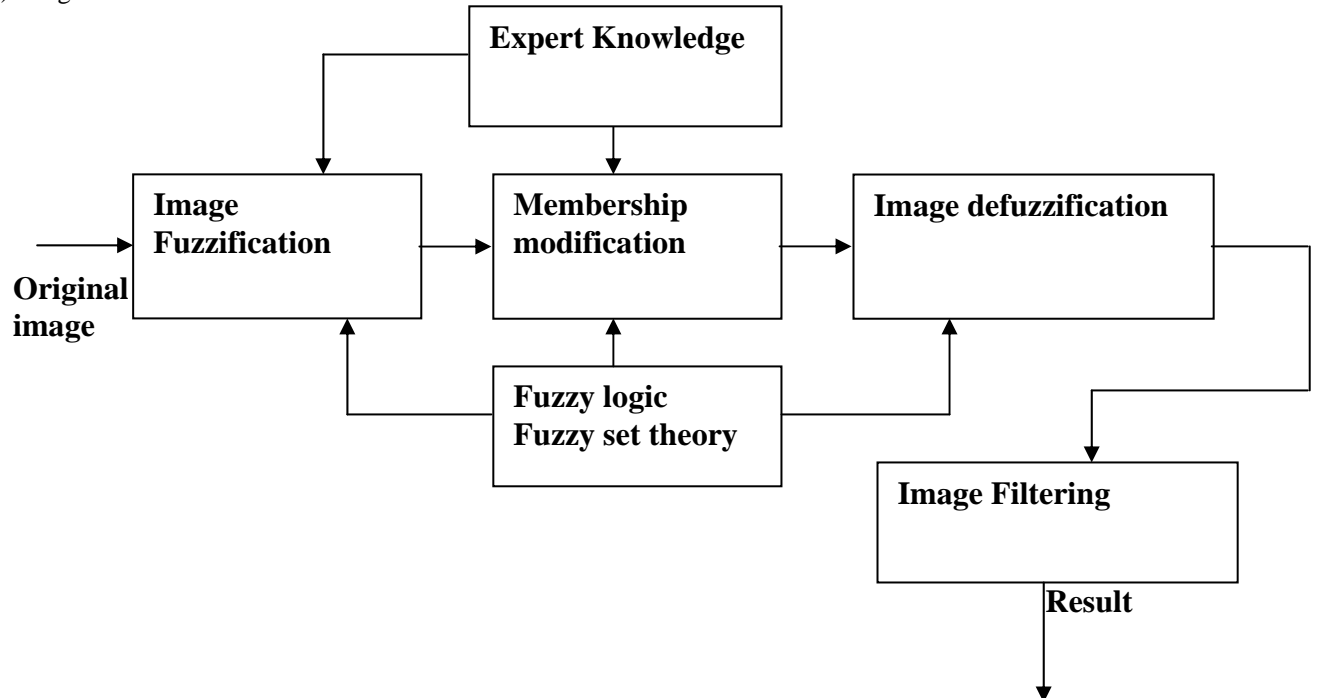 Expert Knowledge
Image
Fuzzification
Membership
modification
Image defuzzification
Original
image
Fuzzy logic
Fuzzy set theory
Image Filtering
Result